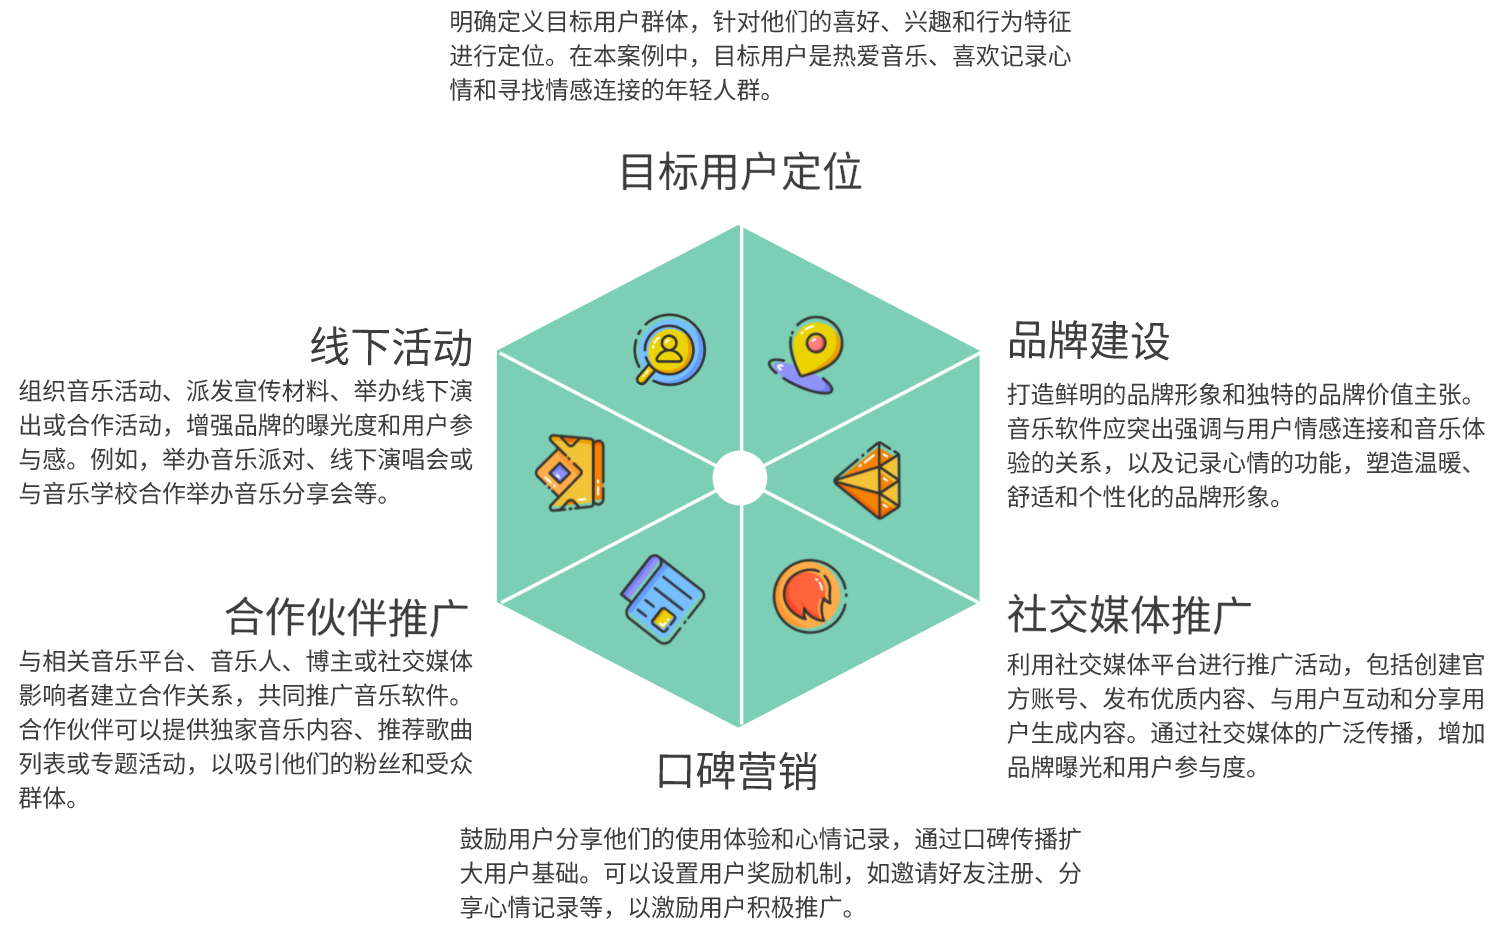 明确定义目标用户群体，针对他们的喜好、兴趣和行为特征
进行定位。在本案例中，目标用户是热爱音乐、喜欢记录心
情和寻找情感连接的年轻人群。
目标用户定位
线下活动
组织音乐活动、派发宣传材料、举办线下演
出或合作活动，增强品牌的曝光度和用户参
与感。例如，举办音乐派对、线下演唱会或
与音乐学校合作举办音乐分享会等。
品牌建设
打造鲜明的品牌形象和独特的品牌价值主张。
音乐软件应突出强调与用户情感连接和音乐体
验的关系，以及记录心情的功能，塑造温暖、
舒适和个性化的品牌形象。
合作伙伴推广
与相关音乐平台、音乐人、博主或社交媒体
影响者建立合作关系，共同推广音乐软件。
合作伙伴可以提供独家音乐内容、推荐歌曲
列表或专题活动，以吸引他们的粉丝和受众
群体。
社交媒体推广
利用社交媒体平台进行推广活动，包括创建官
方账号、发布优质内容、与用户互动和分享用
户生成内容。通过社交媒体的广泛传播，增加
品牌曝光和用户参与度。
口碑营销
鼓励用户分享他们的使用体验和心情记录，通过口碑传播扩
大用户基础。可以设置用户奖励机制，如邀请好友注册、分
享心情记录等，以激励用户积极推广。